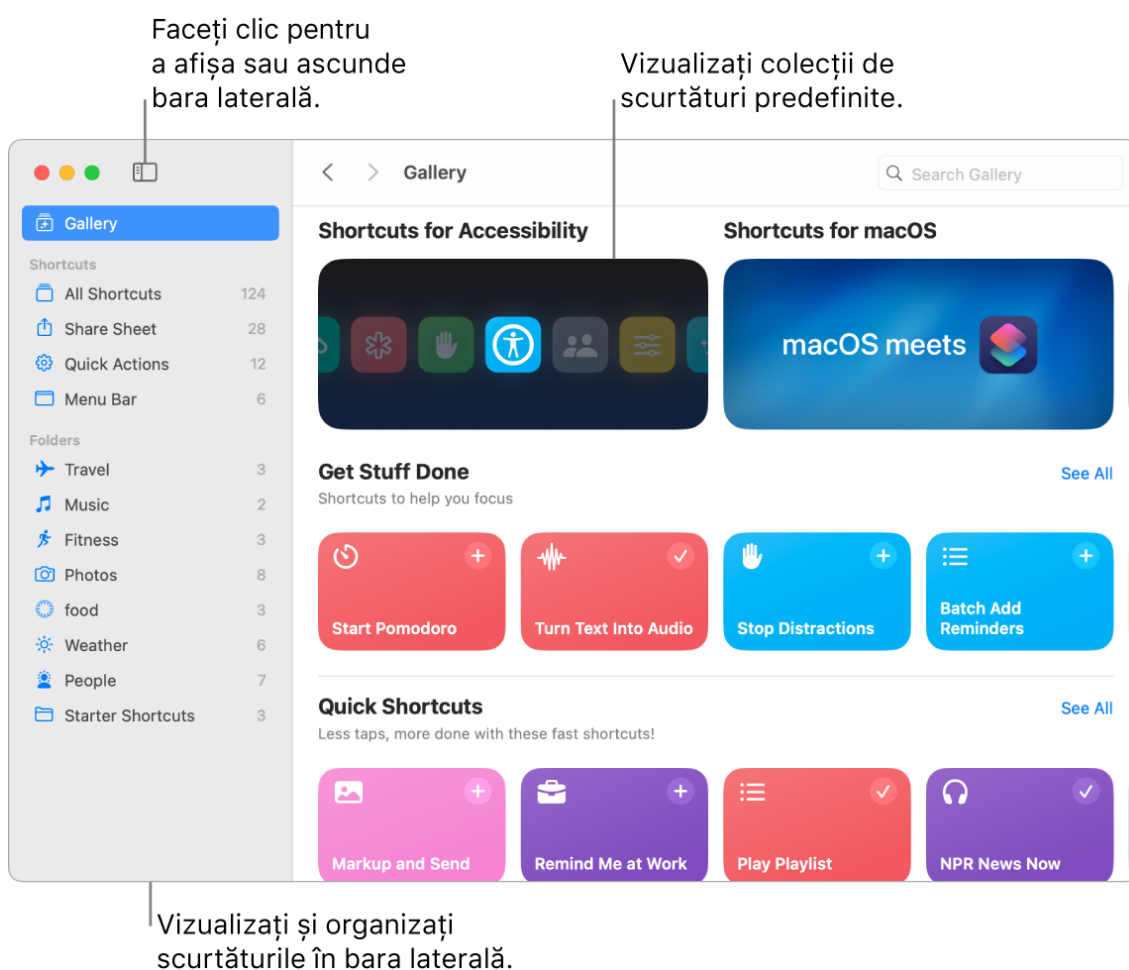 Faceți clic pentru
a afișa sau ascunde
bara laterală.
Vizualizați colecții de
scurtături predefinite.
Gallery
Search Gallery
Gallery
Shortcuts
All Shortcuts 124
Share Sheet 28
Quick Actions 12
Menu Bar 6
Folders
Travel 3
Music 2
Fitness 3
Photos 8
food 3
Weather 6
People 7
Starter Shortcuts 3
Shortcuts for Accessibility
Shortcuts for macOS
macOS meets
Get Stuff Done
See All
Shortcuts to help you focus
Start Pomodoro
Turn Text Into Audio
Stop Distractions
Batch Add
Reminders
Quick Shortcuts
See All
Less taps, more done with these fast shortcuts!
Markup and Send
Remind Me at Work
Play Playlist
NPR News Now
Vizualizați și organizați
scurtăturile în bara laterală.